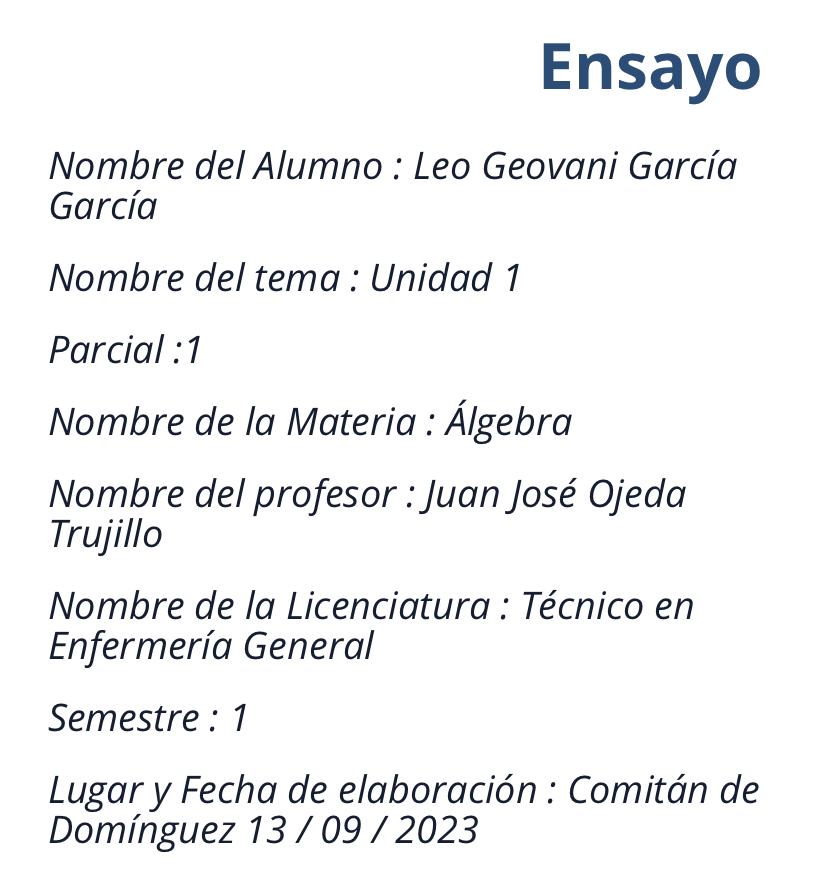 Ensayo
Nombre del Alumno : Leo Geovani García
García
Nombre del tema : Unidad 1
Parcial :1
Nombre de la Materia : Álgebra
Nombre del profesor : Juan José Ojeda
Trujillo
Nombre de la Licenciatura : Técnico en
Enfermería General
Semestre : 1
Lugar y Fecha de elaboración : Comitán de
Domínguez 13 / 09 / 2023